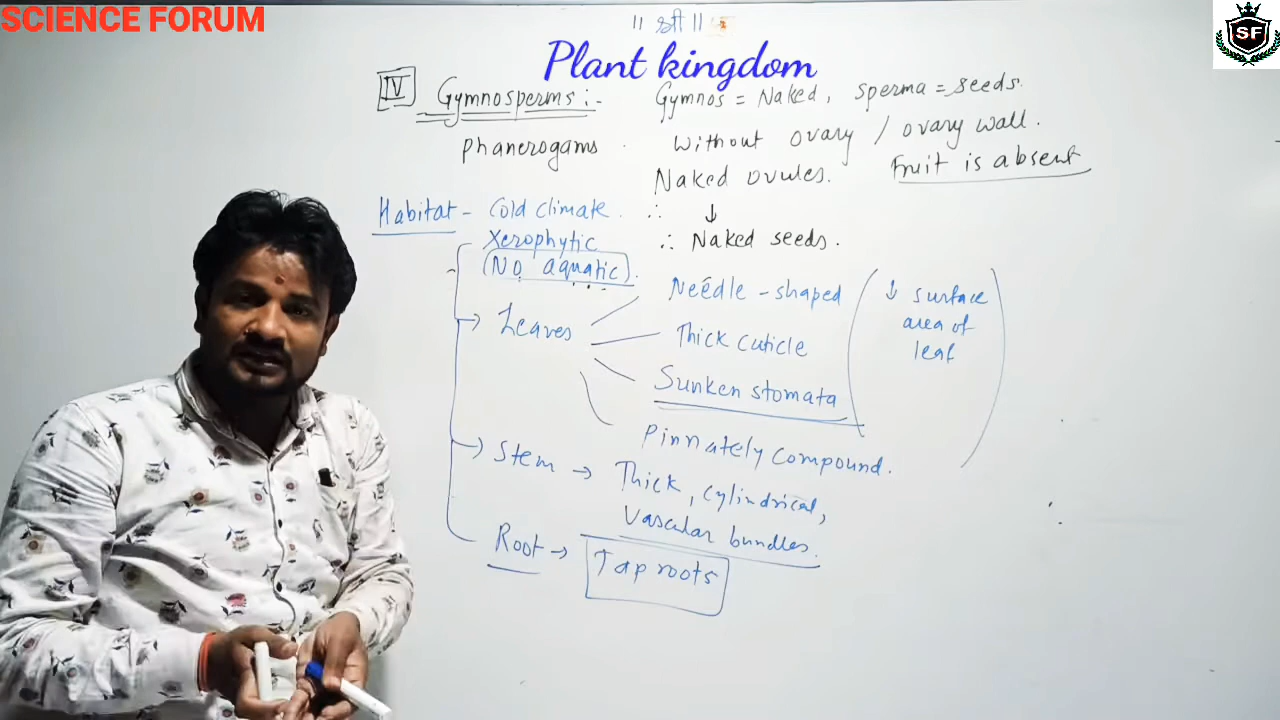 SCIENCE FORUM
|| श्री ||
SF
Plant kingdom
IV Gymnosperms :- Gymnos = Naked, sperma = seeds.
phanerogams. Without ovary / ovary wall.
Naked ovules. Fruit is absent
Habitat - Cold climate. ∴ ↓
Xerophytic ∴ Naked seeds.
(No aquatic).
Leaves
Needle - shaped
Thick cuticle
Sunken stomata
Pinnately compound.
↓ surface
area of
leaf
Stem → Thick, cylindrical,
Vascular bundles.
Root → Tap roots